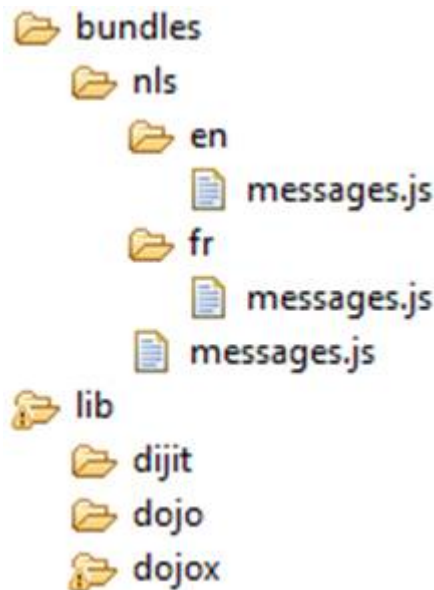 bundles
nls
en
messages.js
fr
messages.js
messages.js
lib
dijit
dojo
dojox